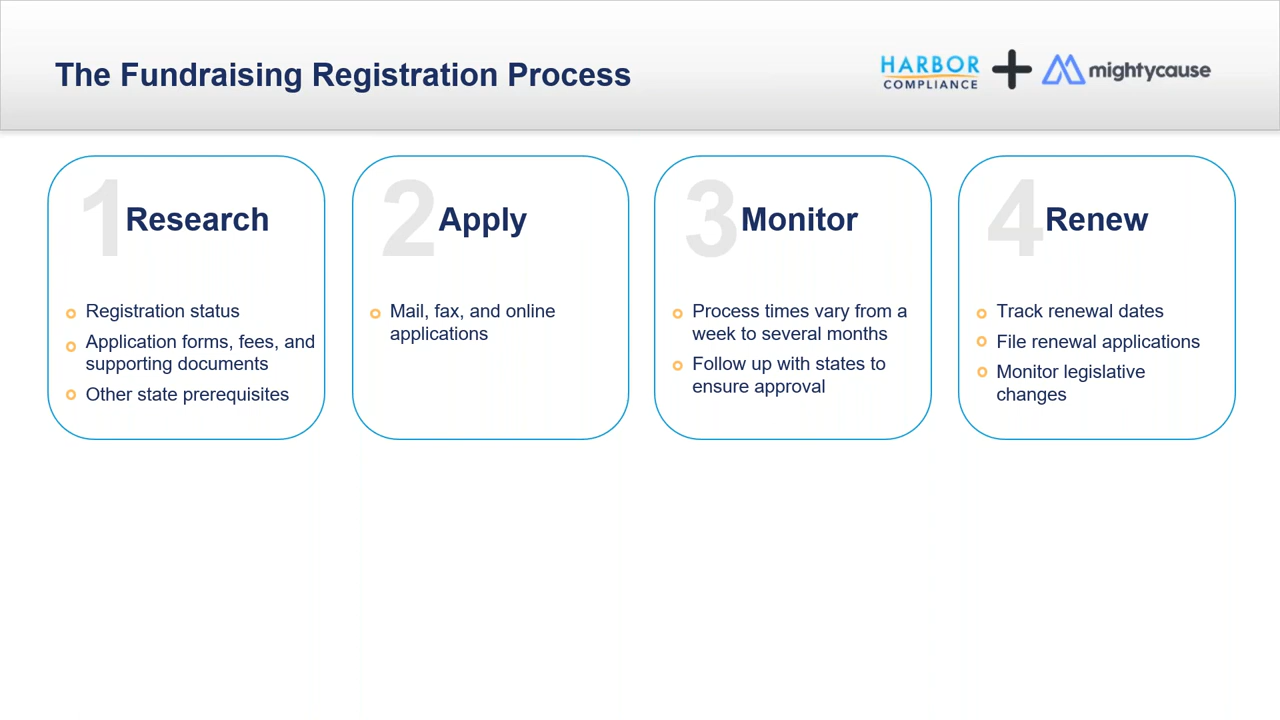 The Fundraising Registration Process
HARBOR
COMPLIANCE
mightycause
1 Research
Registration status
Application forms, fees, and
supporting documents
Other state prerequisites
2 Apply
Mail, fax, and online
applications
3 Monitor
Process times vary from a
week to several months
Follow up with states to
ensure approval
4 Renew
Track renewal dates
File renewal applications
Monitor legislative
changes